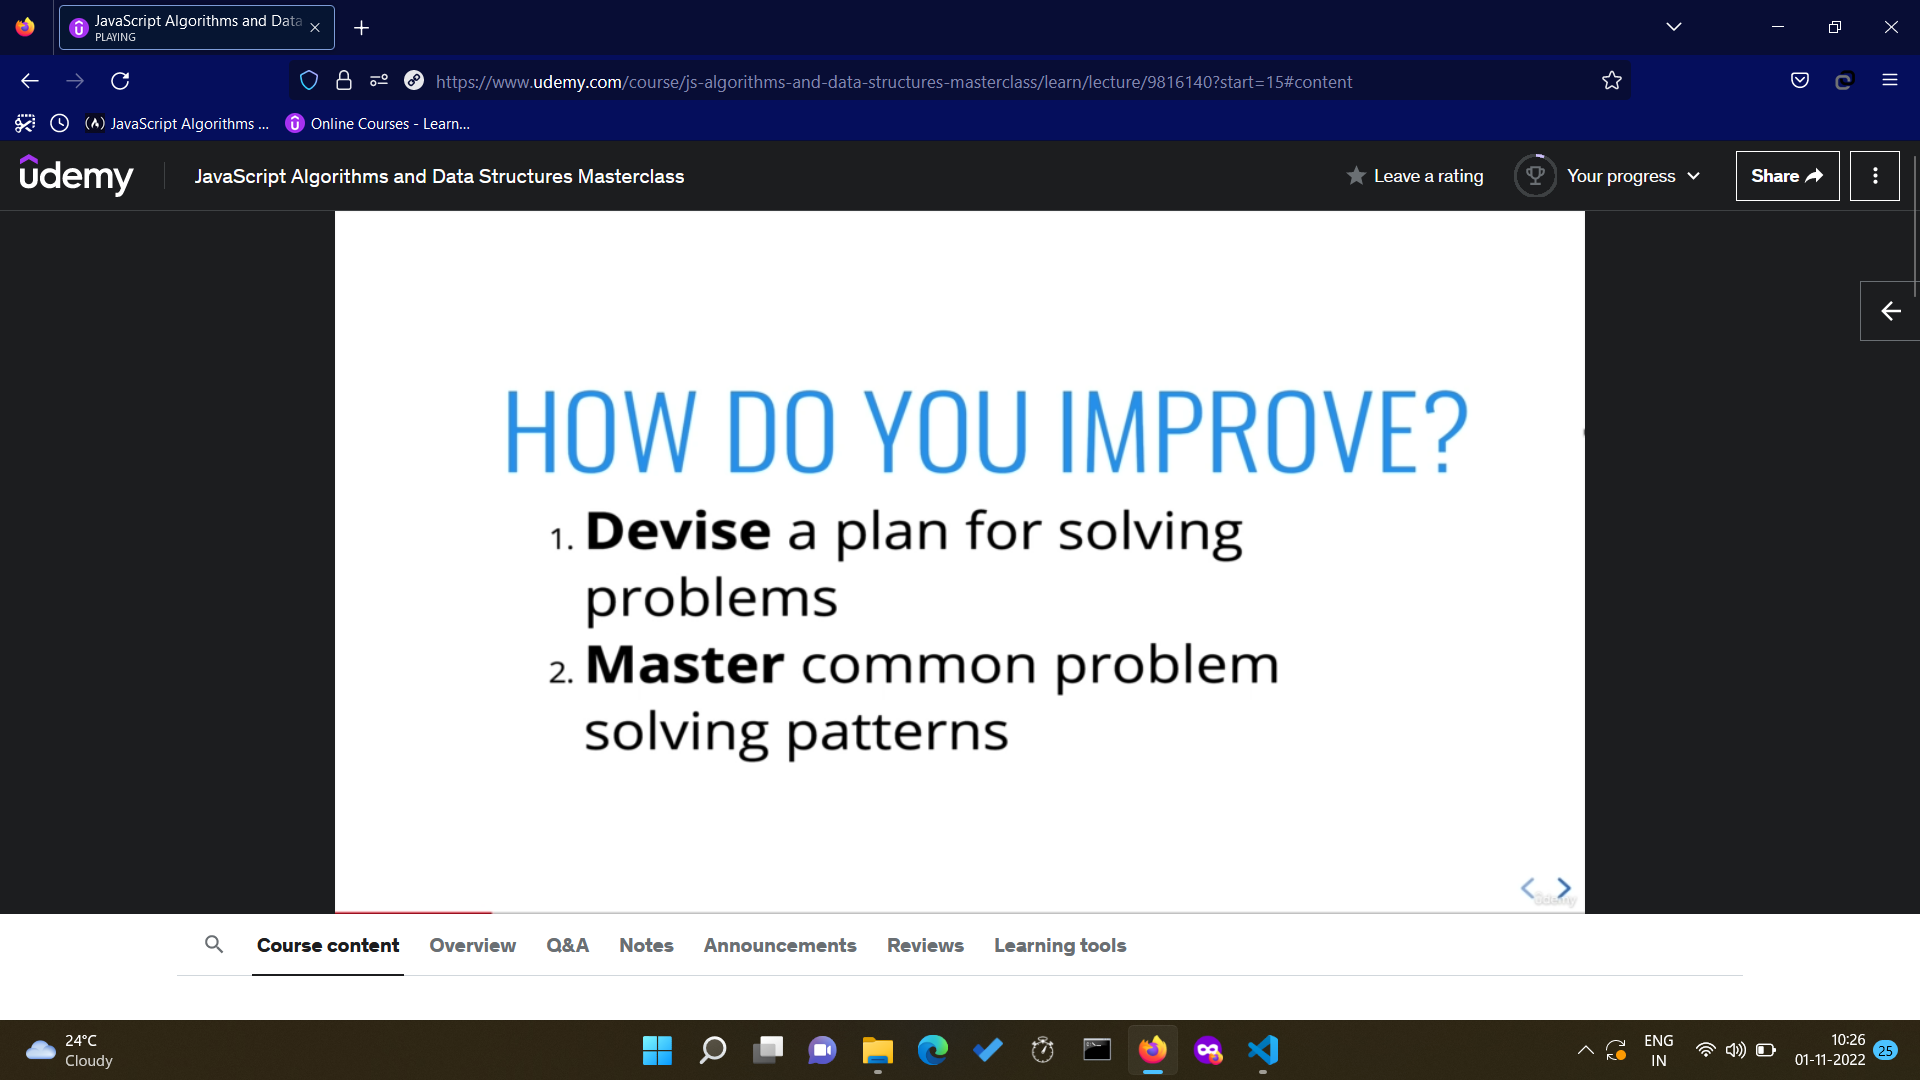 JavaScript Algorithms and Data
PLAYING
https://www.udemy.com/course/js-algorithms-and-data-structures-masterclass/learn/lecture/9816140?start=15#content
JavaScript Algorithms ...
Online Courses - Learn...
udemy
JavaScript Algorithms and Data Structures Masterclass
Leave a rating
Your progress
Share
HOW DO YOU IMPROVE?
1. Devise a plan for solving
problems
2. Master common problem
solving patterns
udemy
Course content
Overview
Q&A
Notes
Announcements
Reviews
Learning tools
24°C
Cloudy
ENG
IN
10:26
01-11-2022
25